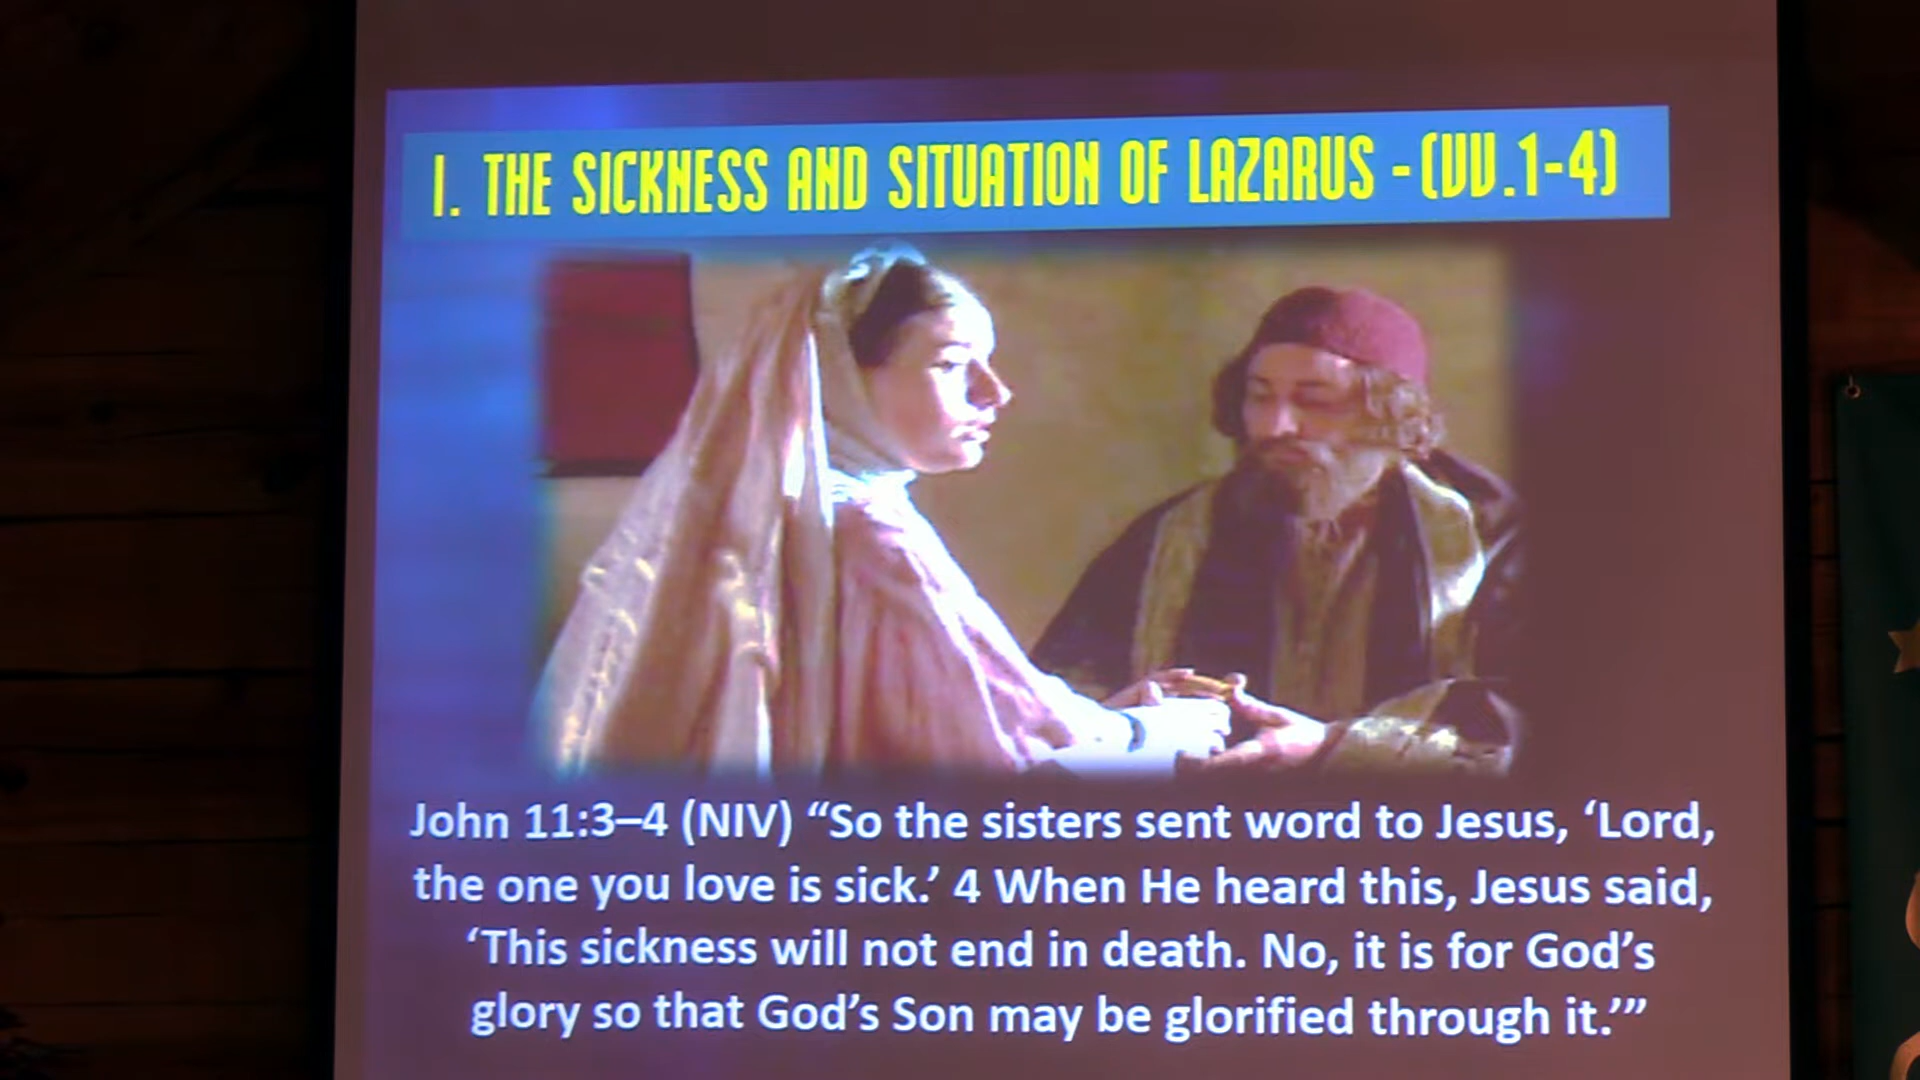 I. THE SICKNESS AND SITUATION OF LAZARUS - (VV.1-4)
John 11:3–4 (NIV) “So the sisters sent word to Jesus, ‘Lord,
the one you love is sick.’ 4 When He heard this, Jesus said,
‘This sickness will not end in death. No, it is for God’s
glory so that God’s Son may be glorified through it.’”